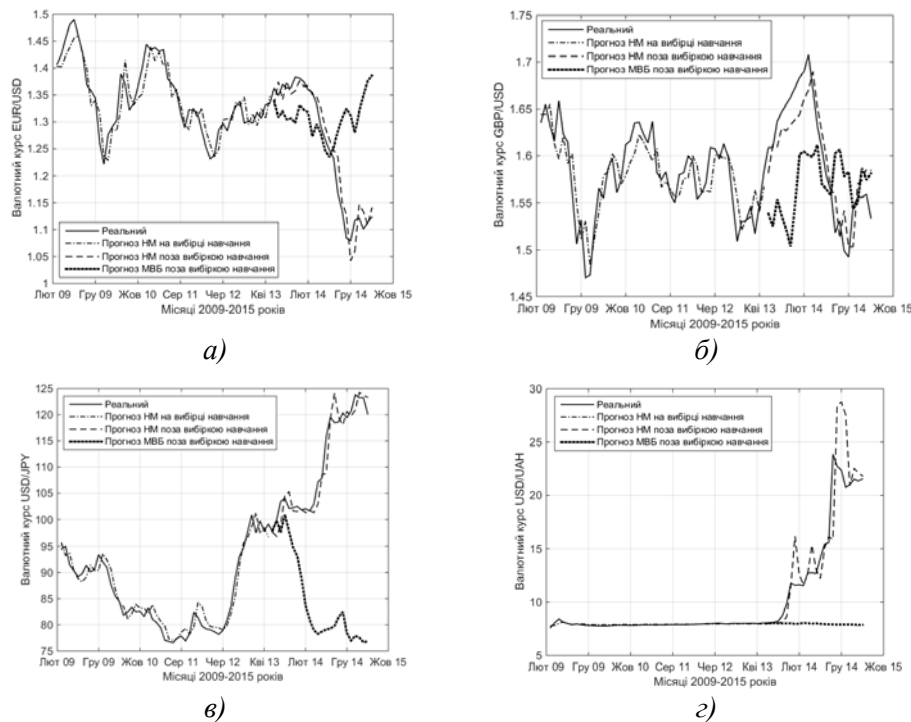 1.5
1.45
1.4
1.35
1.3
1.25
1.2
1.15
1.1
1.05
1
Валютний курс EUR/USD
Реальний
Прогноз НМ на вибірці навчання
Прогноз НМ поза вибіркою навчання
Прогноз МВБ поза вибіркою навчання
Лют 09 Гру 09 Жов 10 Сер 11 Чер 12 Кві 13 Лют 14 Гру 14 Жов 15
Місяці 2009-2015 років
а)
1.75
1.7
1.65
1.6
1.55
1.5
1.45
Валютний курс GBP/USD
Реальний
Прогноз НМ на вибірці навчання
Прогноз НМ поза вибіркою навчання
Прогноз МВБ поза вибіркою навчання
Лют 09 Гру 09 Жов 10 Сер 11 Чер 12 Кві 13 Лют 14 Гру 14 Жов 15
Місяці 2009-2015 років
б)
125
120
115
110
105
100
95
90
85
80
75
Валютний курс USD/JPY
Реальний
Прогноз НМ на вибірці навчання
Прогноз НМ поза вибіркою навчання
Прогноз МВБ поза вибіркою навчання
Лют 09 Гру 09 Жов 10 Сер 11 Чер 12 Кві 13 Лют 14 Гру 14 Жов 15
Місяці 2009-2015 років
в)
30
25
20
15
10
5
Валютний курс USD/UAH
Реальний
Прогноз НМ на вибірці навчання
Прогноз НМ поза вибіркою навчання
Прогноз МВБ поза вибіркою навчання
Лют 09 Гру 09 Жов 10 Сер 11 Чер 12 Кві 13 Лют 14 Гру 14 Жов 15
Місяці 2009-2015 років
г)